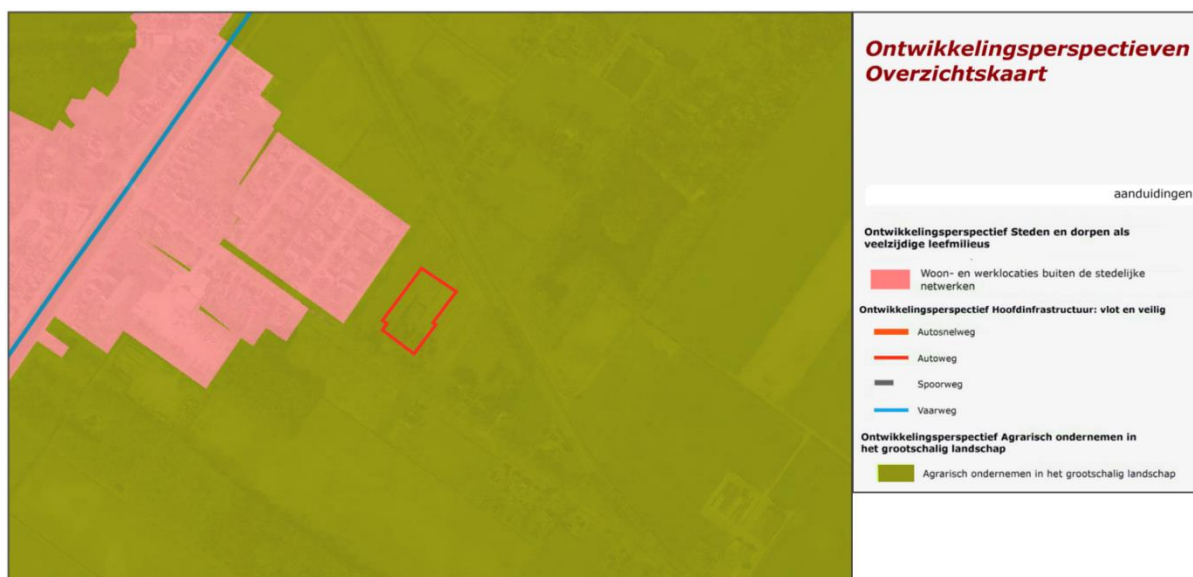 Ontwikkelingsperspectieven
Overzichtskaart
aanduidingen
Ontwikkelingsperspectief Steden en dorpen als
veelzijdige leefmilieus
Woon- en werklocaties buiten de stedelijke
netwerken
Ontwikkelingsperspectief Hoofdinfrastructuur: vlot en veilig
Autosnelweg
Autoweg
Spoorweg
Vaarweg
Ontwikkelingsperspectief Agrarisch ondernemen in
het grootschalig landschap
Agrarisch ondernemen in het grootschalig landschap